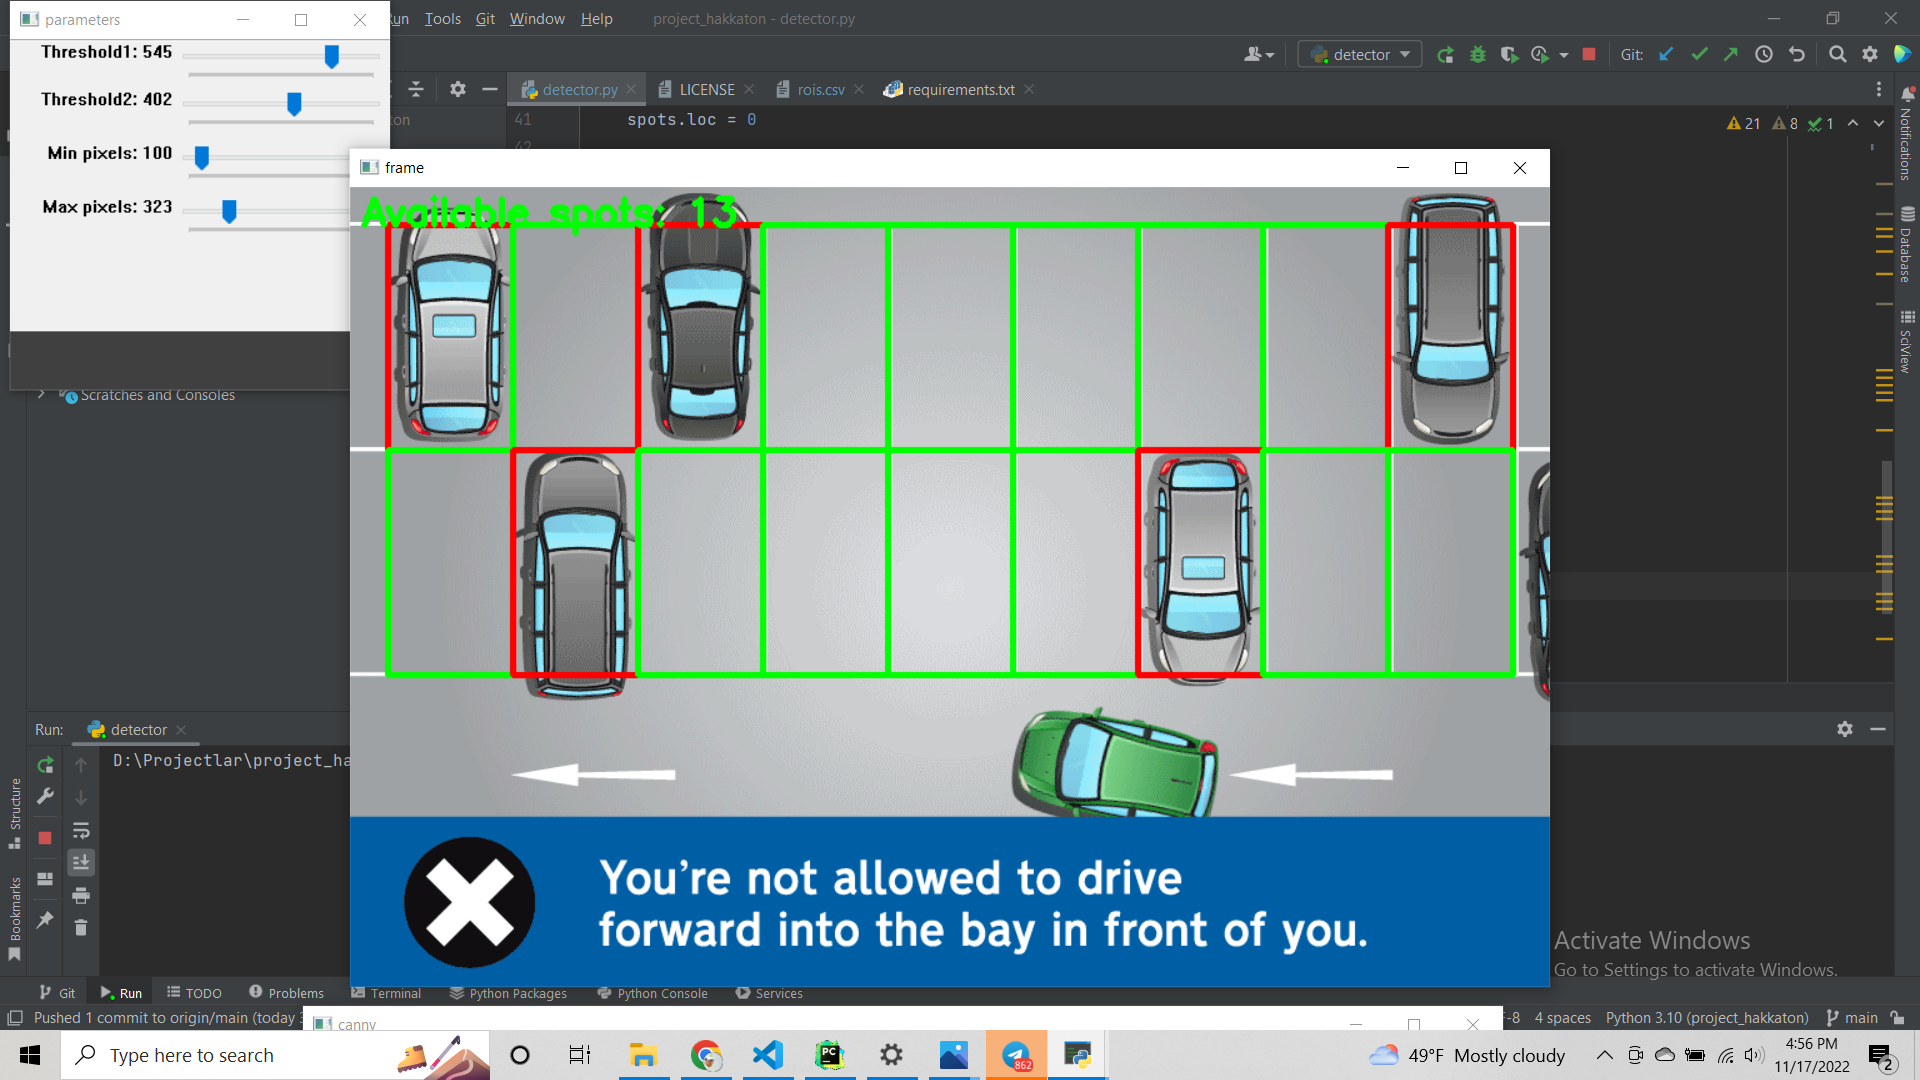 parameters
Run Tools Git Window Help project_hakkaton - detector.py
Threshold1: 545
Threshold2: 402
Min pixels: 100
Max pixels: 323
detector
Git:
detector.py LICENSE rois.csv requirements.txt
41 spots.loc = 0
42
21 8 1
Notifications
Database
SciView
frame
Available spots: 13
You're not allowed to drive
forward into the bay in front of you.
Scratches and Consoles
Run: detector
D:\Projectlar\project_ha
Structure
Bookmarks
Activate Windows
Go to Settings to activate Windows.
Git Run TODO Problems Terminal Python Packages Python Console Services
Pushed 1 commit to origin/main (today
canny
4 spaces Python 3.10 (project_hakkaton) main
Type here to search
PC
862
49°F Mostly cloudy
4:56 PM
11/17/2022
2